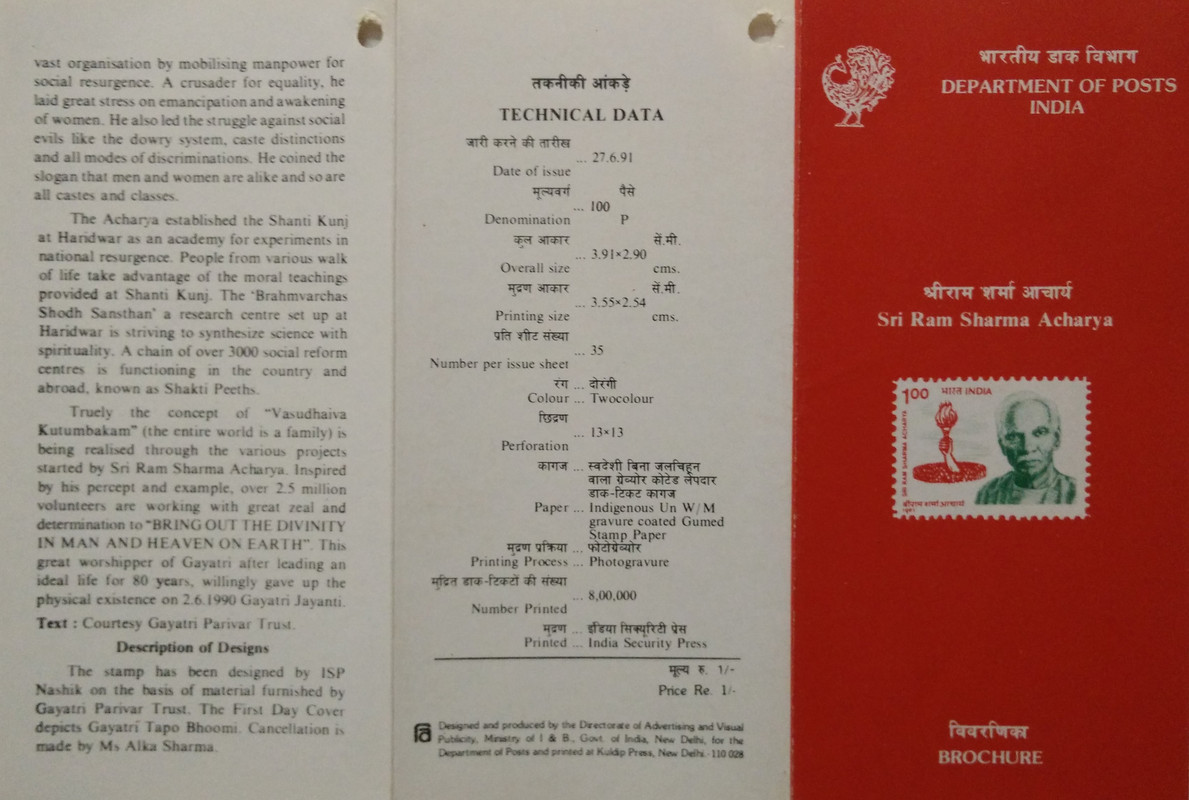 vast organisation by mobilising manpower for
social resurgence. A crusader for equality, he
laid great stress on emancipation and awakening
of women. He also led the struggle against social
evils like the dowry system, caste distinctions
and all modes of discriminations. He coined the
slogan that men and women are alike and so are
all castes and classes.
The Acharya established the Shanti Kunj
at Haridwar as an academy for experiments in
national resurgence. People from various walk
of life take advantage of the moral teachings
provided at Shanti Kunj. The 'Brahmvarchas
Shodh Sansthan' a research centre set up at
Haridwar is striving to synthesize science with
spirituality. A chain of over 3000 social reform
centres is functioning in the country and
abroad, known as Shakti Peeths.
Truely the concept of "Vasudhaiva
Kutumbakam" (the entire world is a family) is
being realised through the various projects
started by Sri Ram Sharma Acharya. Inspired
by his percept and example, over 2.5 million
volunteers are working with great zeal and
determination to "BRING OUT THE DIVINITY
IN MAN AND HEAVEN ON EARTH". This
great worshipper of Gayatri after leading an
ideal life for 80 years, willingly gave up the
physical existence on 2.6.1990 Gayatri Jayanti.
Text : Courtesy Gayatri Parivar Trust.
Description of Designs
The stamp has been designed by ISP
Nashik on the basis of material furnished by
Gayatri Parivar Trust. The First Day Cover
depicts Gayatri Tapo Bhoomi. Cancellation is
made by Ms Alka Sharma.
तकनीकी आंकड़े
TECHNICAL DATA
जारी करने की तारीख
... 27.6.91
Date of issue
मूल्यवर्ग पैसे
... 100
Denomination P
कुल आकार सें.मी.
... 3.91×2.90
Overall size cms.
मुद्रण आकार सें.मी.
... 3.55×2.54
Printing size cms.
प्रति शीट संख्या
... 35
Number per issue sheet
रंग ... दोरंगी
Colour ... Twocolour
छिद्रण
... 13×13
Perforation
कागज ... स्वदेशी बिना जलचिह्न
वाला ग्रेव्योर कोटेड लेपदार
डाक-टिकट कागज
Paper ... Indigenous Un W/M
gravure coated Gumed
Stamp Paper
मुद्रण प्रक्रिया ... फोटोग्रेव्योर
Printing Process ... Photogravure
मुद्रित डाक-टिकटों की संख्या
... 8,00,000
Number Printed
मुद्रण ... इंडिया सिक्यूरिटी प्रेस
Printed ... India Security Press
मूल्य रु. 1/-
Price Re. 1/-
Designed and produced by the Directorate of Advertising and Visual
Publicity, Ministry of I & B., Govt. of India, New Delhi, for the
Department of Posts and printed at Kuldip Press, New Delhi.-110 028
भारतीय डाक विभाग
DEPARTMENT OF POSTS
INDIA
श्रीराम शर्मा आचार्य
Sri Ram Sharma Acharya
100 भारत INDIA
SRI RAM SHARMA ACHARYA
श्रीराम शर्मा आचार्य
1991
विवरणिका
BROCHURE